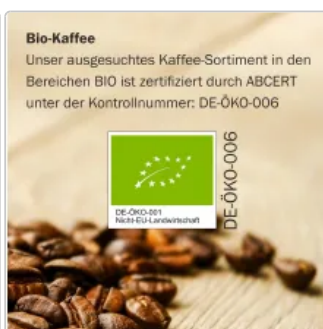 Bio-Kaffee
Unser ausgesuchtes Kaffee-Sortiment in den
Bereichen BIO ist zertifiziert durch ABCERT
unter der Kontrollnummer: DE-ÖKO-006
DE-ÖKO-001
Nicht-EU-Landwirtschaft
DE-ÖKO-006